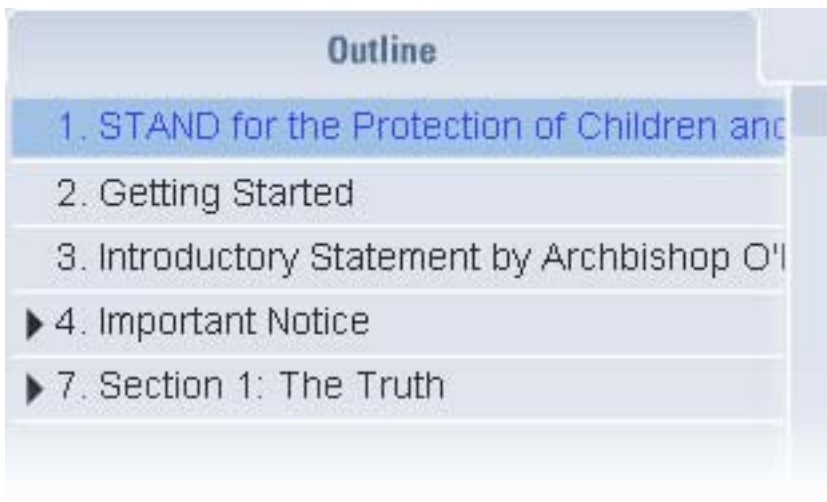 Outline
1. STAND for the Protection of Children and
2. Getting Started
3. Introductory Statement by Archbishop
4. Important Notice
7. Section 1: The Truth